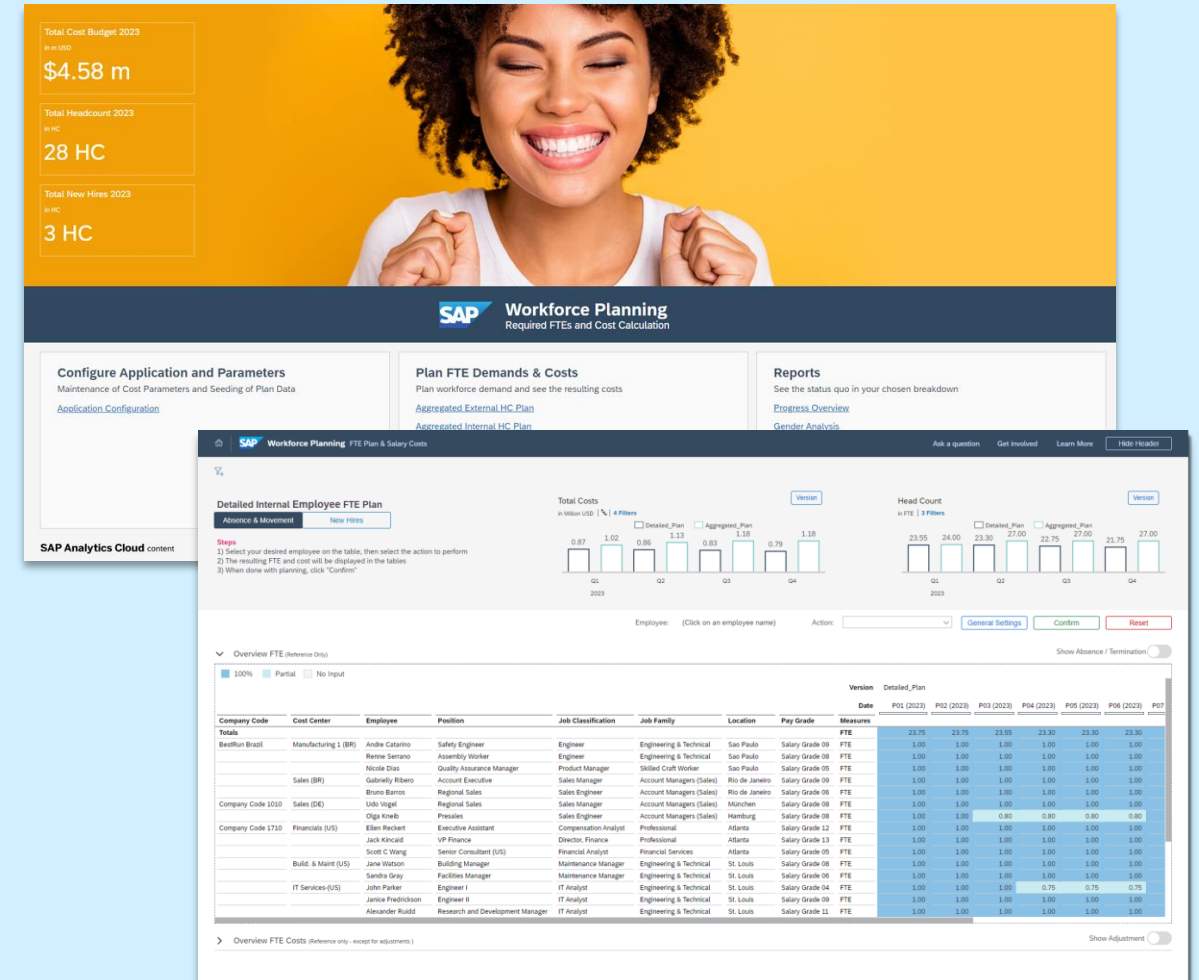 Total Cost Budget 2023
in m USD
$4.58 m
Total Headcount 2023
in HC
28 HC
Total New Hires 2023
in HC
3 HC
SAP Workforce Planning
Required FTEs and Cost Calculation
Configure Application and Parameters
Maintenance of Cost Parameters and Seeding of Plan Data
Application Configuration
Plan FTE Demands & Costs
Plan workforce demand and see the resulting costs
Aggregated External HC Plan
Aggregated Internal HC Plan
Reports
See the status quo in your chosen breakdown
Progress Overview
Gender Analysis
SAP Analytics Cloud content
SAP Workforce Planning FTE Plan & Salary Costs Ask a question Get involved Learn More Hide Header
Detailed Internal Employee FTE Plan
Absence & Movement New Hires
Steps
1) Select your desired employee on the table, then select the action to perform
2) The resulting FTE and cost will be displayed in the tables
3) When done with planning, click "Confirm"
Total Costs Version
in Million USD | 4 Filters
Detailed_Plan Aggregated_Plan
0.87 1.02 0.86 1.13 0.83 1.18 0.79 1.18
Q1 Q2 Q3 Q4
2023
Head Count Version
in FTE | 3 Filters
Detailed_Plan Aggregated_Plan
23.55 24.00 23.30 27.00 22.75 27.00 21.75 27.00
Q1 Q2 Q3 Q4
2023
Employee: (Click on an employee name) Action: General Settings Confirm Reset
Overview FTE (Reference Only) Show Absence / Termination
100% Partial No Input
Version Detailed_Plan
Date P01 (2023) P02 (2023) P03 (2023) P04 (2023) P05 (2023) P06 (2023) P07
Company Code Cost Center Employee Position Job Classification Job Family Location Pay Grade Measures
Totals FTE 23.75 23.75 23.55 23.30 23.30 23.30
BestRun Brazil Manufacturing 1 (BR) Andre Catarino Safety Engineer Engineer Engineering & Technical Sao Paulo Salary Grade 09 FTE 1.00 1.00 1.00 1.00 1.00 1.00
Renne Serrano Assembly Worker Engineer Engineering & Technical Sao Paulo Salary Grade 08 FTE 1.00 1.00 1.00 1.00 1.00 1.00
Nicola Dias Quality Assurance Manager Product Manager Skilled Craft Worker Sao Paulo Salary Grade 05 FTE 1.00 1.00 1.00 1.00 1.00 1.00
Sales (BR) Gabrielly Ribero Account Executive Sales Manager Account Managers (Sales) Rio de Janeiro Salary Grade 09 FTE 1.00 1.00 1.00 1.00 1.00 1.00
Bruno Barros Regional Sales Sales Engineer Account Managers (Sales) Rio de Janeiro Salary Grade 06 FTE 1.00 1.00 1.00 1.00 1.00 1.00
Company Code 1010 Sales (DE) Udo Vogel Regional Sales Sales Manager Account Managers (Sales) München Salary Grade 08 FTE 1.00 1.00 1.00 1.00 1.00 1.00
Olga Kneib Presales Sales Engineer Account Managers (Sales) Hamburg Salary Grade 08 FTE 1.00 1.00 0.80 0.80 0.80 0.80
Company Code 1710 Financials (US) Ellen Reckert Executive Assistant Compensation Analyst Professional Atlanta Salary Grade 12 FTE 1.00 1.00 1.00 1.00 1.00 1.00
Jack Kincaid VP Finance Director, Finance Professional Atlanta Salary Grade 13 FTE 1.00 1.00 1.00 1.00 1.00 1.00
Scott C Wang Senior Consultant (US) Financial Analyst Financial Services Atlanta Salary Grade 05 FTE 1.00 1.00 1.00 1.00 1.00 1.00
Build. & Maint (US) Jane Watson Building Manager Maintenance Manager Engineering & Technical St. Louis Salary Grade 08 FTE 1.00 1.00 1.00 1.00 1.00 1.00
Sandra Gray Facilities Manager Maintenance Manager Engineering & Technical St. Louis Salary Grade 06 FTE 1.00 1.00 1.00 1.00 1.00 1.00
IT Services-(US) John Parker Engineer I IT Analyst Engineering & Technical St. Louis Salary Grade 04 FTE 1.00 1.00 1.00 0.75 0.75 0.75
Janice Fredrickson Engineer II IT Analyst Engineering & Technical St. Louis Salary Grade 09 FTE 1.00 1.00 1.00 1.00 1.00 1.00
Alexander Ruidd Research and Development Manager IT Analyst Engineering & Technical St. Louis Salary Grade 11 FTE 1.00 1.00 1.00 1.00 1.00 1.00
Overview FTE Costs (Reference only - except for adjustments ) Show Adjustment